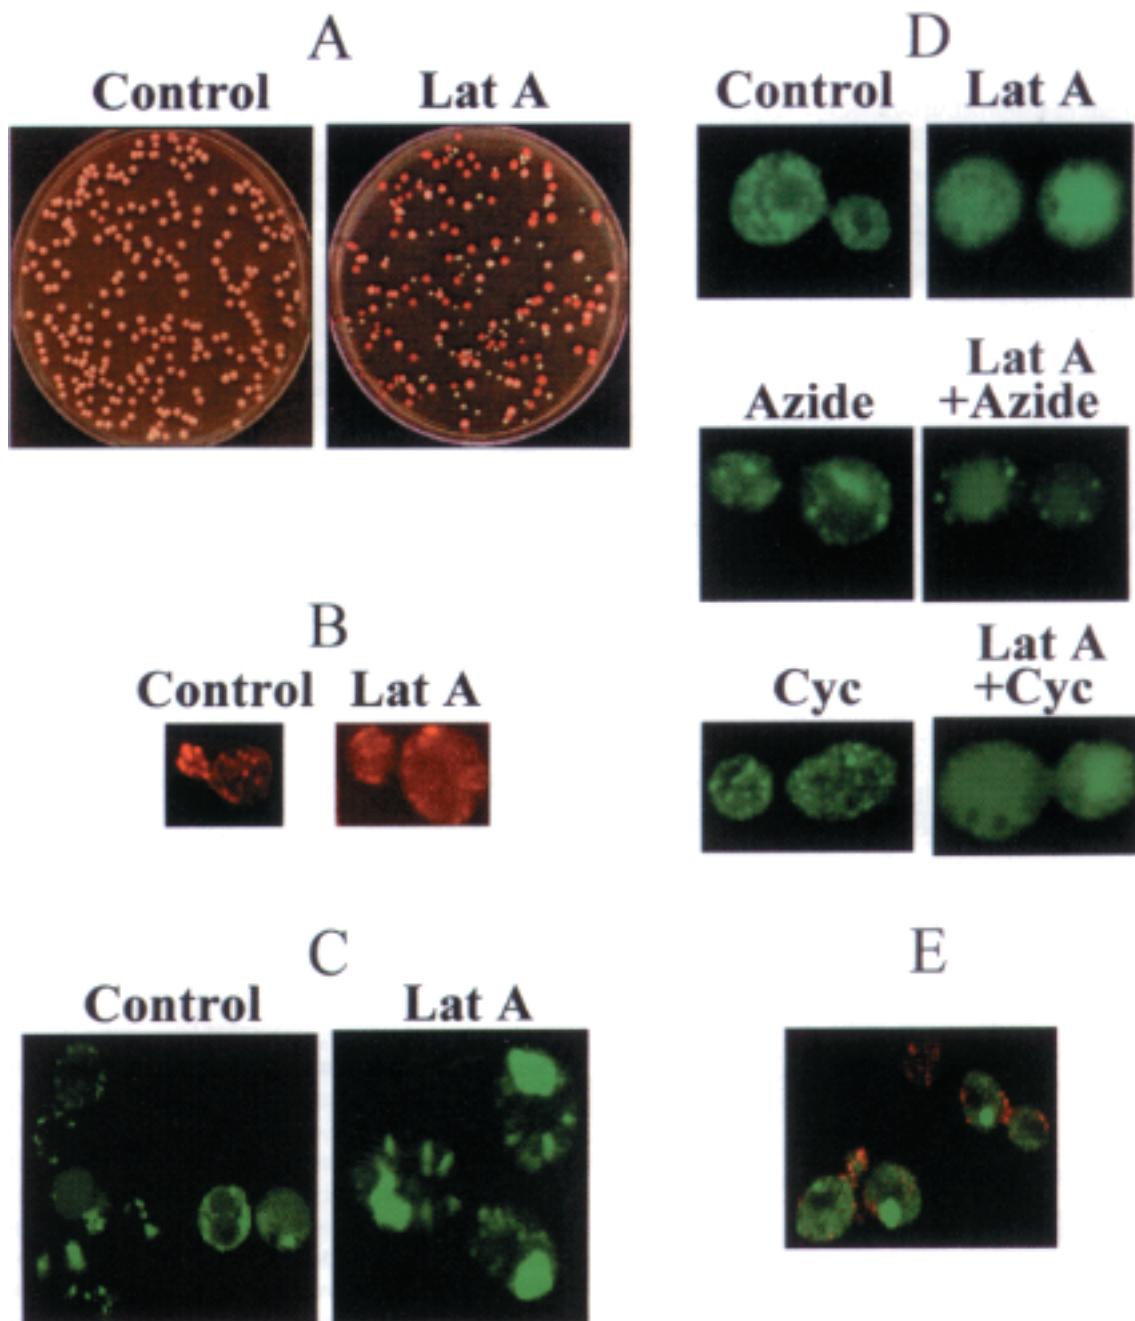 A
Control Lat A
B
Control Lat A
C
Control Lat A
D
Control Lat A
Azide Lat A
+Azide
Cyc Lat A
+Cyc
E